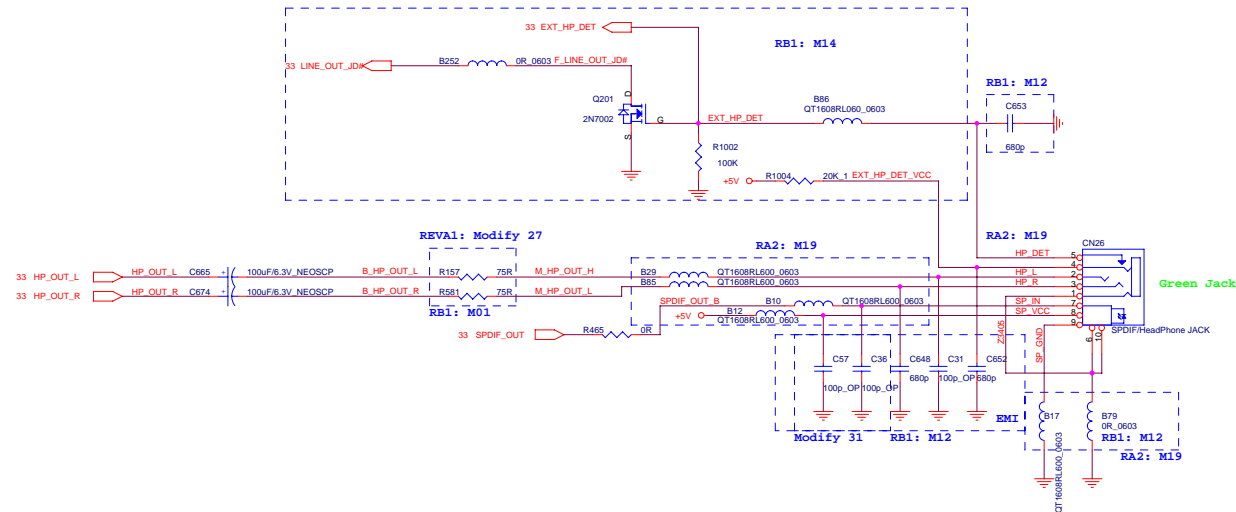 33 EXT_HP_DET
RB1: M14
33 LINE_OUT_JD#
B252
0R_0603
F_LINE_OUT_JD#
RB1: M12
Q201
2N7002
D
G
S
B86
QT1608RL060_0603
C653
680p
EXT_HP_DET
R1002
100K
+5V
R1004
20K_1
EXT_HP_DET_VCC
REVA1: Modify 27
RA2: M19
RA2: M19
CN26
HP_DET
5
4
33 HP_OUT_L
HP_OUT_L
C665
+
100uF/6.3V_NEOSCP
B_HP_OUT_L
R157
75R
M_HP_OUT_H
B29
QT1608RL600_0603
HP_L
2
33 HP_OUT_R
HP_OUT_R
C674
+
100uF/6.3V_NEOSCP
B_HP_OUT_R
R581
75R
M_HP_OUT_L
B85
HP_R
3
1
Green Jack
RB1: M01
SPDIF_OUT_B
B10
QT1608RL600_0603
SP_IN
7
+5V
B12
QT1608RL600_0603
SP_VCC
8
9
SPDIF/HeadPhone JACK
33 SPDIF_OUT
R465
0R
Z3405
SP_GND
6
10
C57
C36
C648
C31
C652
100p_OP
100p_OP
680p
100p_OP
680p
EMI
B17
QT1608RL600_0603
B79
0R_0603
Modify 31
RB1: M12
RB1: M12
RA2: M19